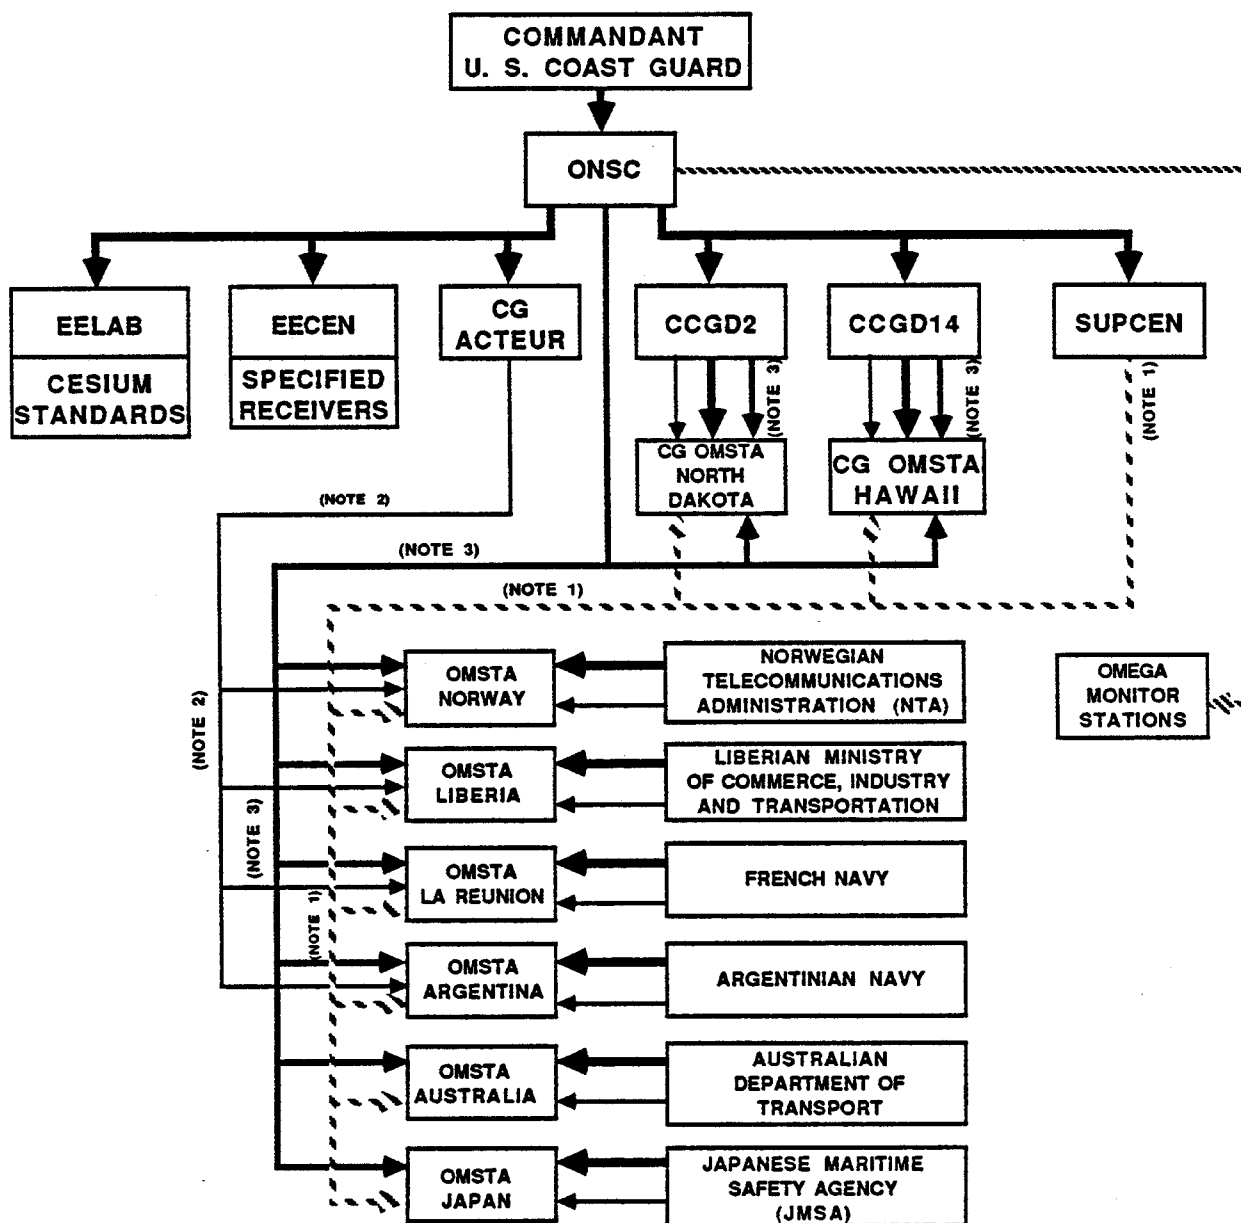 COMMANDANT
U. S. COAST GUARD
ONSC
EELAB
CESIUM
STANDARDS
EECEN
SPECIFIED
RECEIVERS
CG
ACTEUR
CCGD2
CCGD14
SUPCEN
(NOTE 3)
(NOTE 3)
(NOTE 1)
CG OMSTA
NORTH
DAKOTA
CG OMSTA
HAWAII
(NOTE 2)
(NOTE 3)
(NOTE 1)
(NOTE 2)
(NOTE 3)
(NOTE 1)
OMSTA
NORWAY
NORWEGIAN
TELECOMMUNICATIONS
ADMINISTRATION (NTA)
OMEGA
MONITOR
STATIONS
OMSTA
LIBERIA
LIBERIAN MINISTRY
OF COMMERCE, INDUSTRY
AND TRANSPORTATION
OMSTA
LA REUNION
FRENCH NAVY
OMSTA
ARGENTINA
ARGENTINIAN NAVY
OMSTA
AUSTRALIA
AUSTRALIAN
DEPARTMENT OF
TRANSPORT
OMSTA
JAPAN
JAPANESE MARITIME
SAFETY AGENCY
(JMSA)